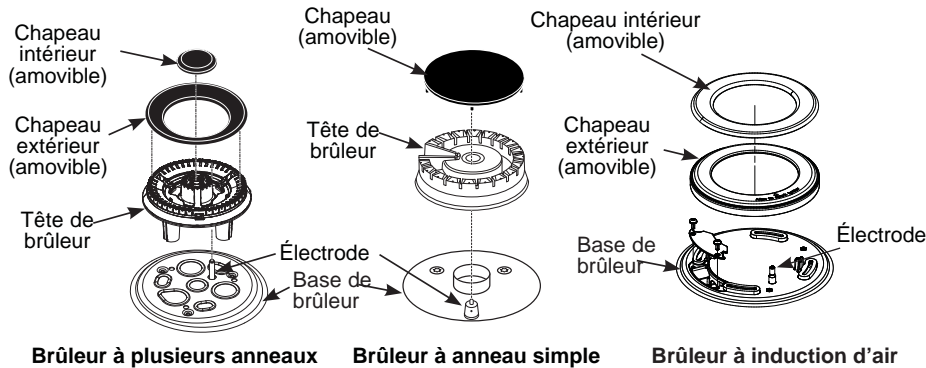 Chapeau
intérieur
(amovible)
Chapeau
extérieur
(amovible)
Tête de
brûleur
Chapeau
(amovible)
Tête de
brûleur
Électrode
Base de
brûleur
Chapeau intérieur
(amovible)
Chapeau
extérieur
(amovible)
Base de
brûleur
Électrode
Brûleur à plusieurs anneaux
Brûleur à anneau simple
Brûleur à induction d'air